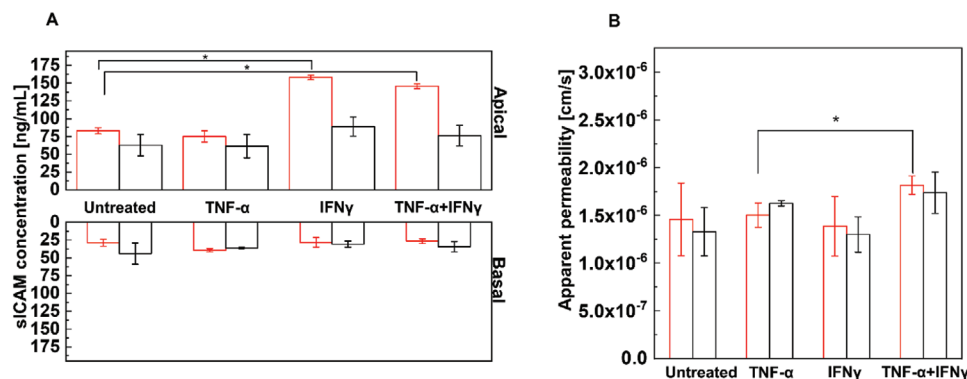 A
sICAM concentration [ng/mL]
175
150
125
100
75
50
25
0
*
*
Apical
Untreated
TNF-α
IFNγ
TNF-α+IFNγ
0
25
50
75
100
125
150
175
Basal
B
Apparent permeability [cm/s]
3.0x10⁻⁶
2.5x10⁻⁶
2.0x10⁻⁶
1.5x10⁻⁶
1.0x10⁻⁶
5.0x10⁻⁷
0.0
*
Untreated
TNF-α
IFNγ
TNF-α+IFNγ